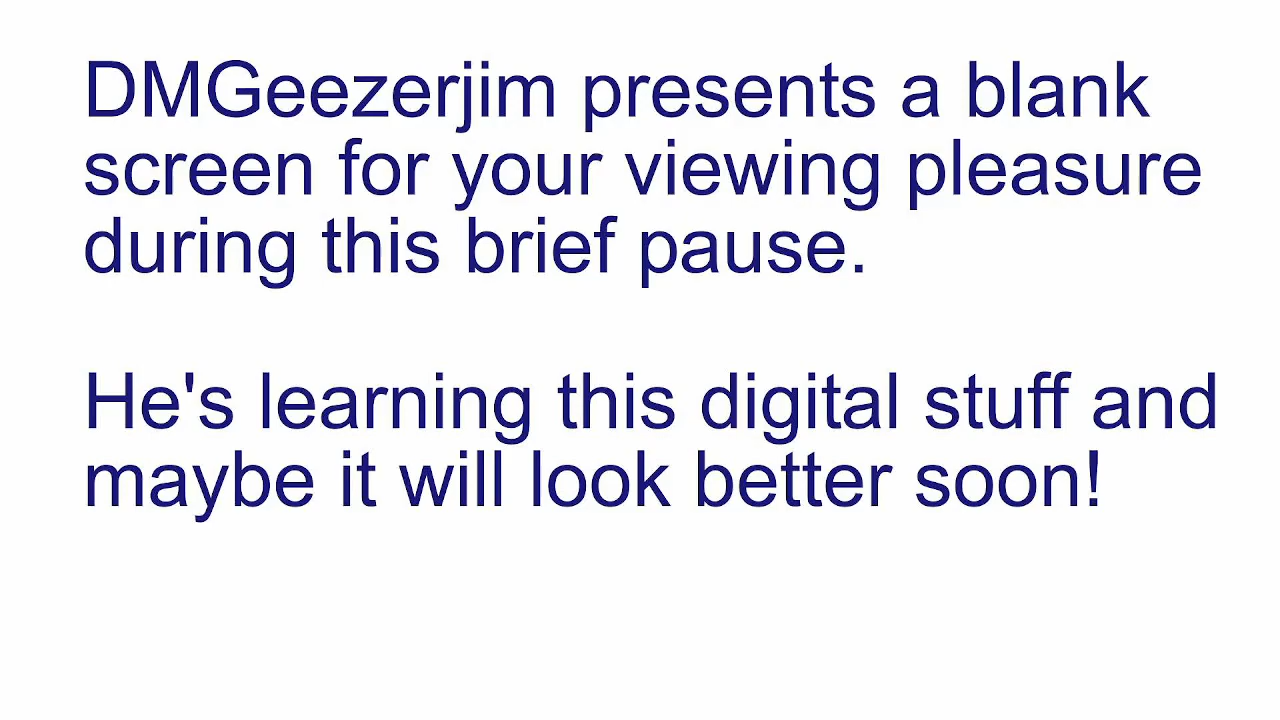 DMGeezerjim presents a blank
screen for your viewing pleasure
during this brief pause.
He's learning this digital stuff and
maybe it will look better soon!